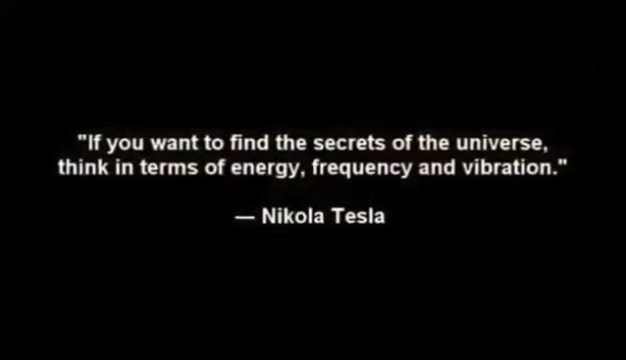 "If you want to find the secrets of the universe,
think in terms of energy, frequency and vibration."
— Nikola Tesla